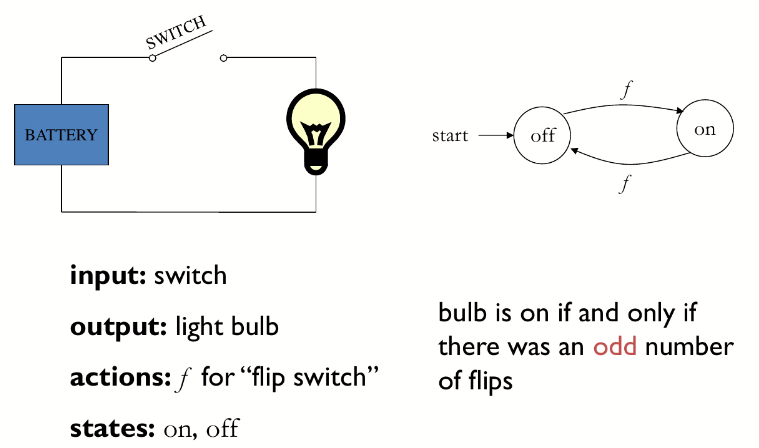 SWITCH
BATTERY
f
start
off
on
f
input: switch
output: light bulb
actions: f for “flip switch”
states: on, off
bulb is on if and only if
there was an odd number
of flips